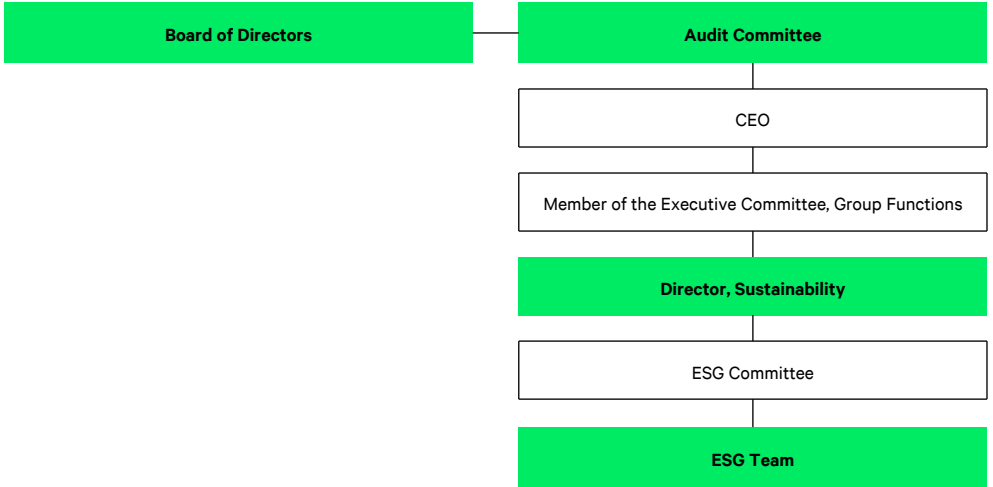 Board of Directors
Audit Committee
CEO
Member of the Executive Committee, Group Functions
Director, Sustainability
ESG Committee
ESG Team